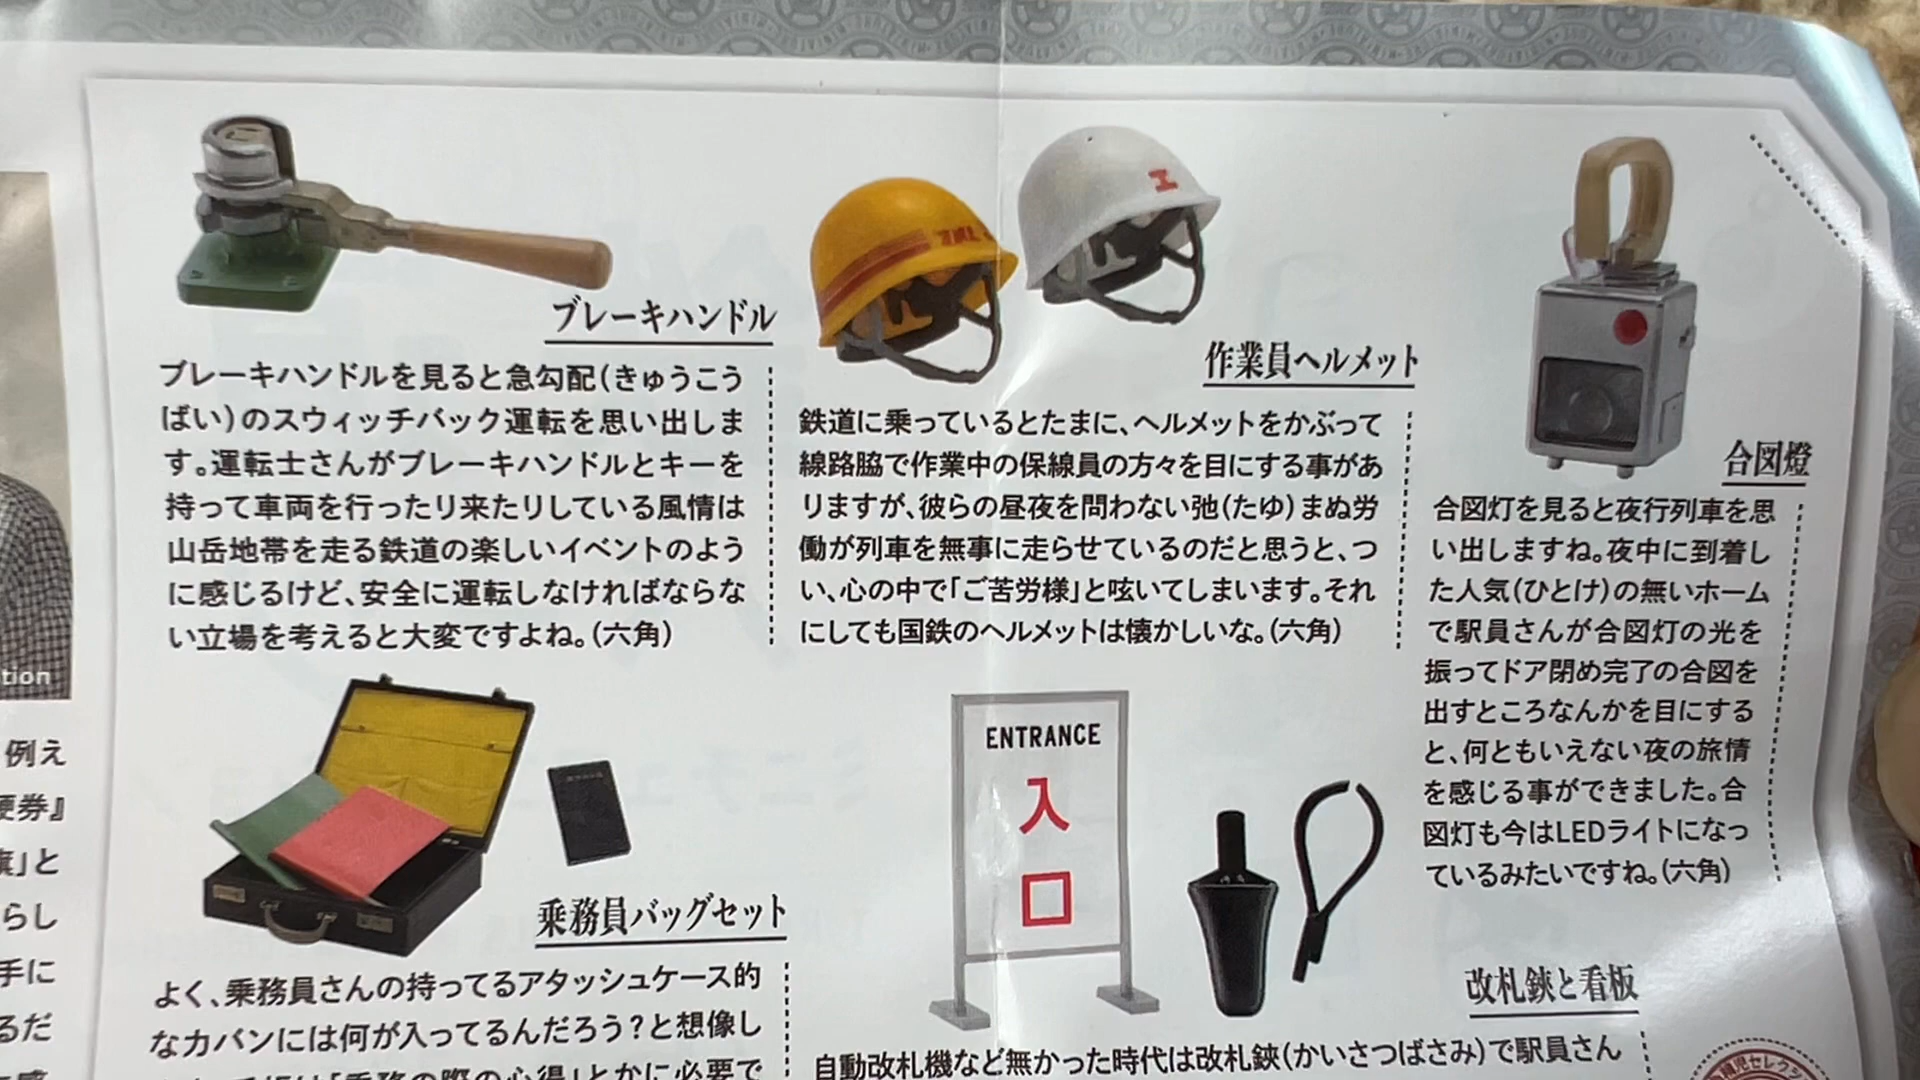 ブレーキハンドル
ブレーキハンドルを見ると急勾配(きゅうこう
ばい)のスウィッチバック運転を思い出しま
す。運転士さんがブレーキハンドルとキーを
持って車両を行ったり来たりしている風情は
山岳地帯を走る鉄道の楽しいイベントのよう
に感じるけど、安全に運転しなければならな
い立場を考えると大変ですよね。(六角)
工
作業員ヘルメット
鉄道に乗っているとたまに、ヘルメットをかぶって
線路脇で作業中の保線員の方々を目にする事があ
りますが、彼らの昼夜を問わない弛(たゆ)まぬ労
働が列車を無事に走らせているのだと思うと、つ
い、心の中で「ご苦労様」と呟いてしまいます。それ
にしても国鉄のヘルメットは懐かしいな。(六角)
合図燈
合図灯を見ると夜行列車を思
い出しますね。夜中に到着し
た人気(ひとけ)の無いホーム
で駅員さんが合図灯の光を
振ってドア閉め完了の合図を
出すところなんかを目にする
と、何ともいえない夜の旅情
を感じる事ができました。合
図灯も今はLEDライトになっ
ているみたいですね。(六角)
乗務員バッグセット
よく、乗務員さんの持ってるアタッシュケース的
なカバンには何が入ってるんだろう?と想像し
ENTRANCE
入
口
改札鋏と看板
自動改札機など無かった時代は改札鋏(かいさつばさみ)で駅員さん
tion
例え
硬券』
」と
らし
手に
るだ